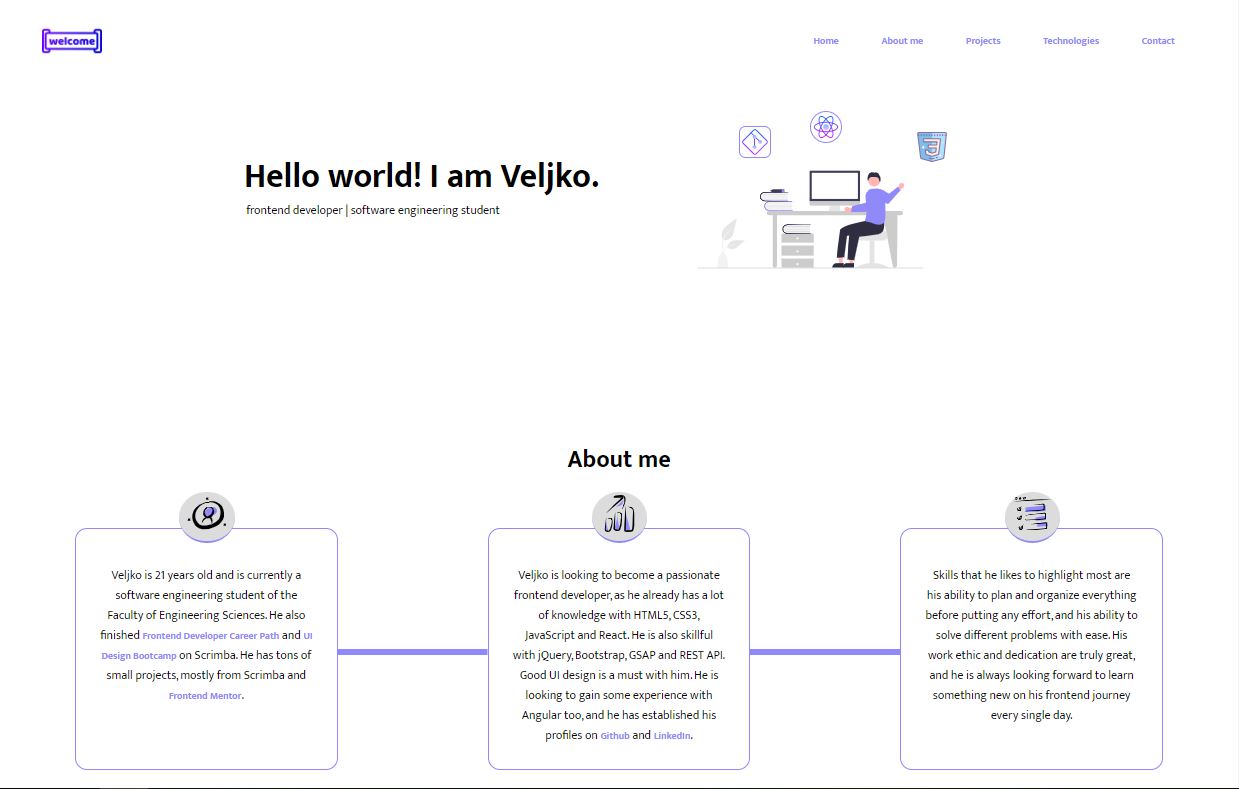 welcome
Home About me Projects Technologies Contact
Hello world! I am Veljko.
frontend developer | software engineering student
About me
Veljko is 21 years old and is currently a
software engineering student of the
Faculty of Engineering Sciences. He also
finished Frontend Developer Career Path and UI
Design Bootcamp on Scrimba. He has tons of
small projects, mostly from Scrimba and
Frontend Mentor.
Veljko is looking to become a passionate
frontend developer, as he already has a lot
of knowledge with HTML5, CSS3,
JavaScript and React. He is also skillful
with jQuery, Bootstrap, GSAP and REST API.
Good UI design is a must with him. He is
looking to gain some experience with
Angular too, and he has established his
profiles on Github and LinkedIn.
Skills that he likes to highlight most are
his ability to plan and organize everything
before putting any effort, and his ability to
solve different problems with ease. His
work ethic and dedication are truly great,
and he is always looking forward to learn
something new on his frontend journey
every single day.